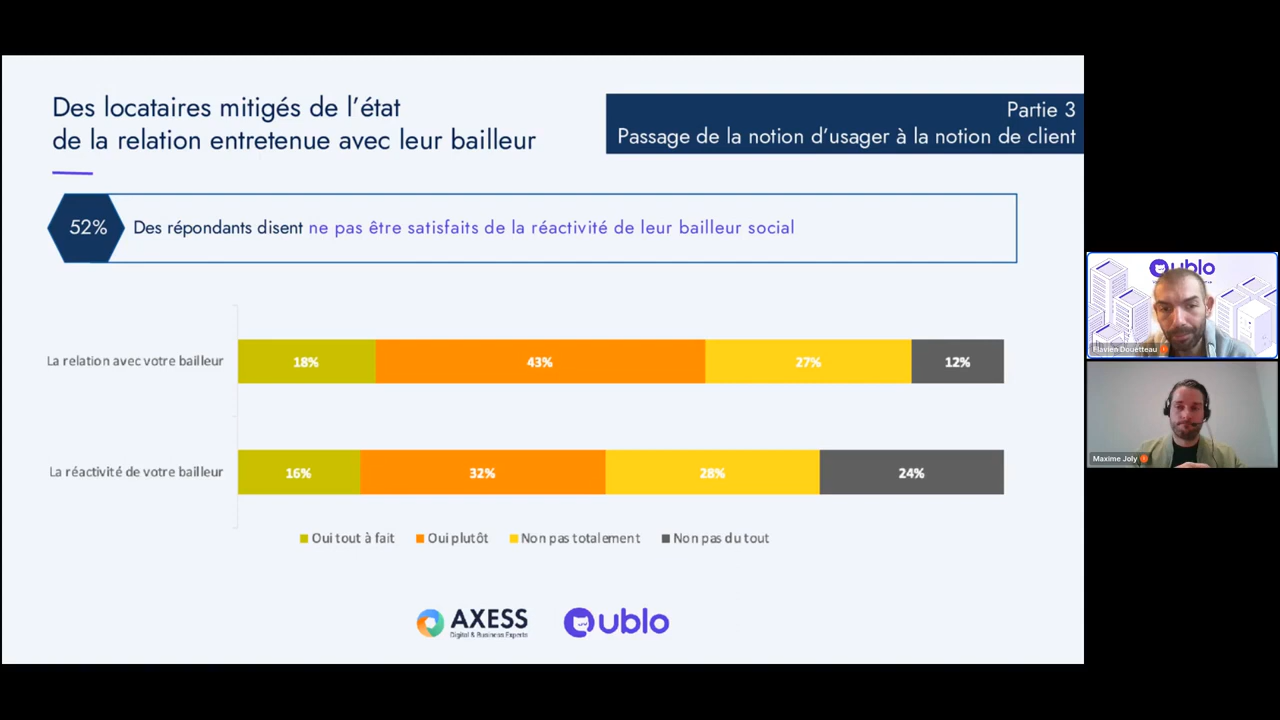 Des locataires mitigés de l'état
de la relation entretenue avec leur bailleur
Partie 3
Passage de la notion d'usager à la notion de client
52%
Des répondants disent ne pas être satisfaits de la réactivité de leur bailleur social
La relation avec votre bailleur
18%
43%
27%
12%
La réactivité de votre bailleur
16%
32%
28%
24%
Oui tout à fait
Oui plutôt
Non pas totalement
Non pas du tout
AXESS
Digital & Business Experts
ublo
ublo
Flavien Douetteau
Maxime Joly